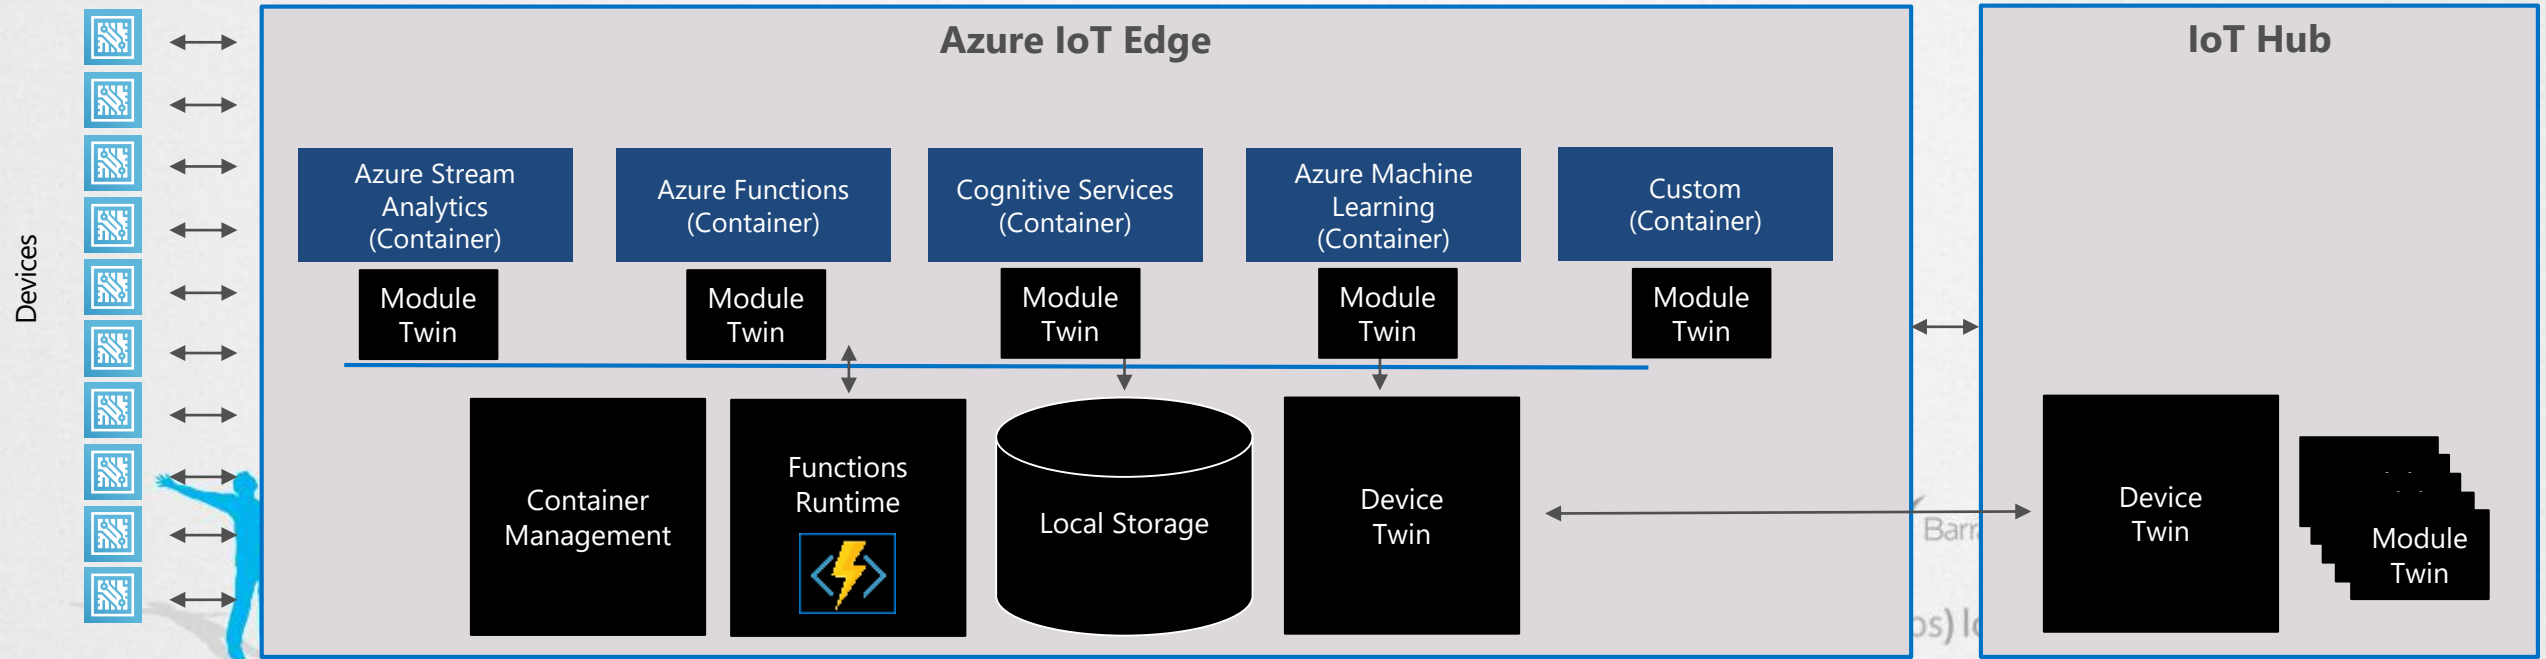 Devices
Azure IoT Edge
IoT Hub
Azure Stream
Analytics
(Container)
Azure Functions
(Container)
Cognitive Services
(Container)
Azure Machine
Learning
(Container)
Custom
(Container)
Module
Twin
Module
Twin
Module
Twin
Module
Twin
Module
Twin
Container
Management
Functions
Runtime
Local Storage
Device
Twin
Device
Twin
Module
Twin